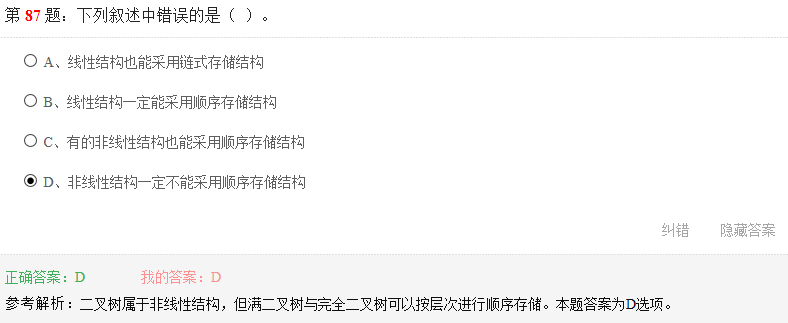 第 87 题：下列叙述中错误的是（ ）。
A、线性结构也能采用链式存储结构
B、线性结构一定能采用顺序存储结构
C、有的非线性结构也能采用顺序存储结构
D、非线性结构一定不能采用顺序存储结构
纠错 隐藏答案
正确答案：D 我的答案：D
参考解析：二叉树属于非线性结构，但满二叉树与完全二叉树可以按层次进行顺序存储。本题答案为D选项。